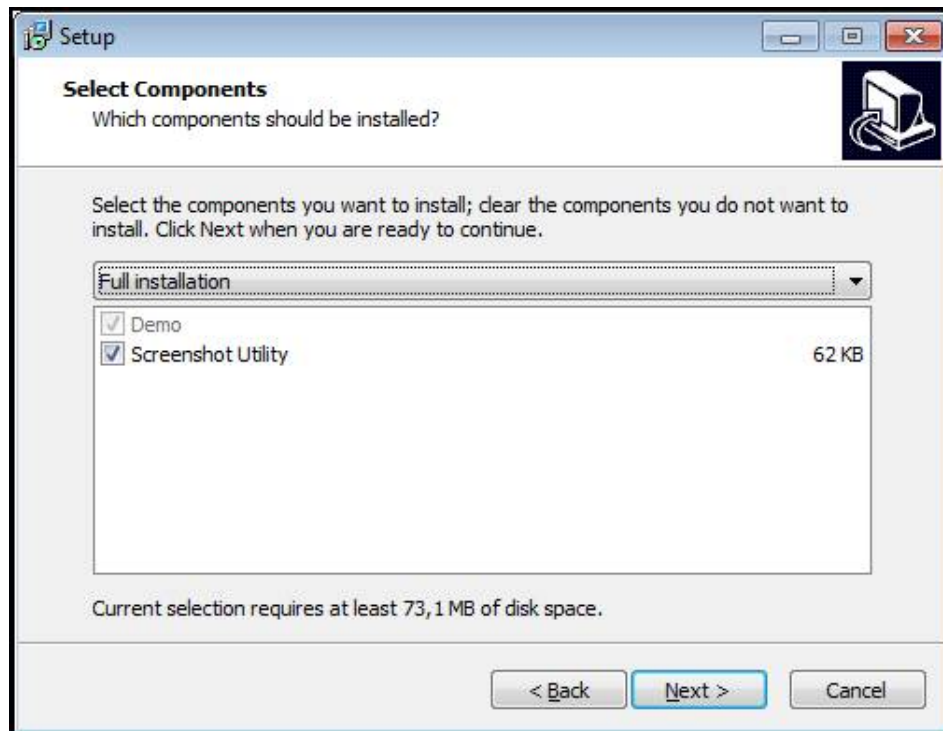 Setup
Select Components
Which components should be installed?
Select the components you want to install; clear the components you do not want to
install. Click Next when you are ready to continue.
Full installation
Demo
Screenshot Utility 62 KB
Current selection requires at least 73,1 MB of disk space.
< Back Next > Cancel